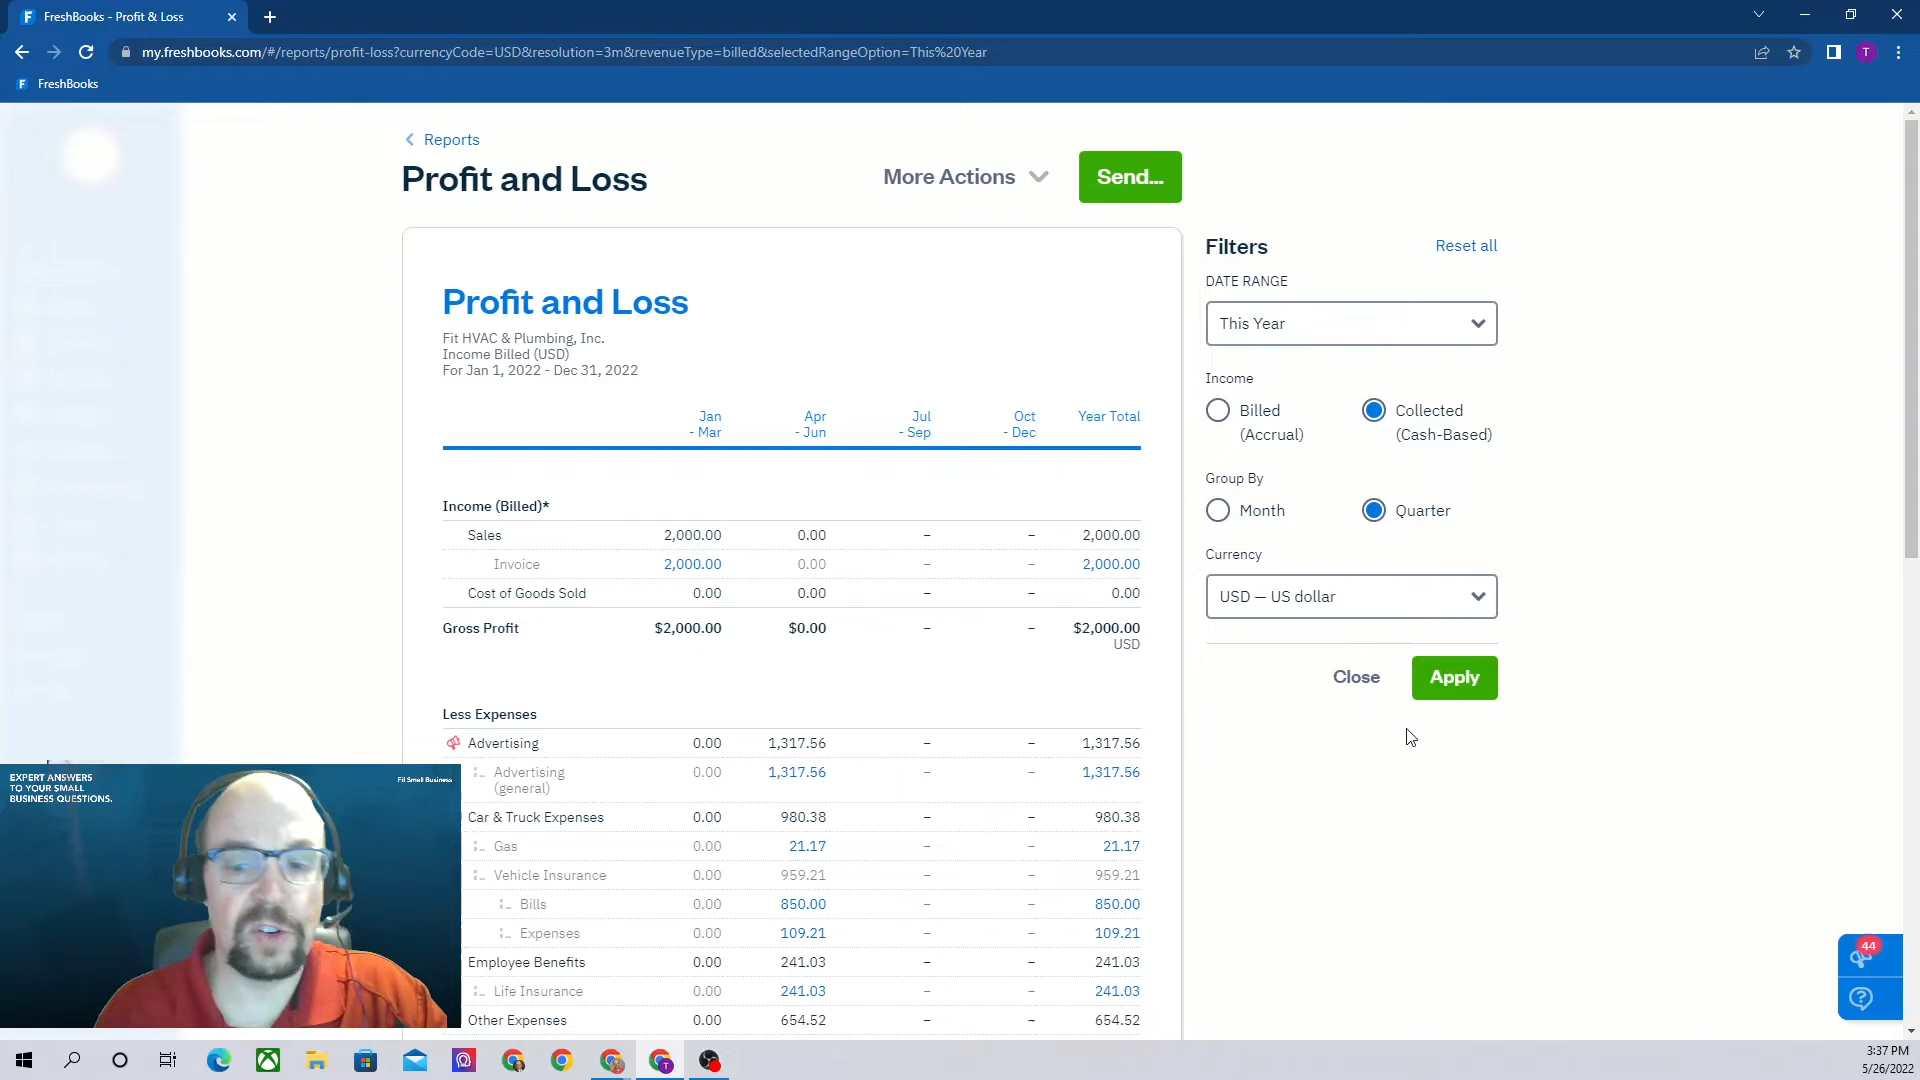 FreshBooks - Profit & Loss
my.freshbooks.com/#/reports/profit-loss?currencyCode=USD&resolution=3m&revenueType=billed&selectedRangeOption=This%20Year
T
FreshBooks
Reports
Profit and Loss
More Actions
Send...
Profit and Loss
Fit HVAC & Plumbing, Inc.
Income Billed (USD)
For Jan 1, 2022 - Dec 31, 2022
Jan - Mar Apr - Jun Jul - Sep Oct - Dec Year Total
Income (Billed)*
Sales 2,000.00 0.00 – – 2,000.00
Invoice 2,000.00 0.00 – – 2,000.00
Cost of Goods Sold 0.00 0.00 – – 0.00
Gross Profit $2,000.00 $0.00 – – $2,000.00
USD
Less Expenses
Advertising 0.00 1,317.56 – – 1,317.56
Advertising 0.00 1,317.56 – – 1,317.56
(general)
Car & Truck Expenses 0.00 980.38 – – 980.38
Gas 0.00 21.17 – – 21.17
Vehicle Insurance 0.00 959.21 – – 959.21
Bills 0.00 850.00 – – 850.00
Expenses 0.00 109.21 – – 109.21
Employee Benefits 0.00 241.03 – – 241.03
Life Insurance 0.00 241.03 – – 241.03
Other Expenses 0.00 654.52 – – 654.52
Filters
Reset all
DATE RANGE
This Year
Income
Billed (Accrual)
Collected (Cash-Based)
Group By
Month
Quarter
Currency
USD — US dollar
Close
Apply
44
EXPERT ANSWERS
TO YOUR SMALL
BUSINESS QUESTIONS.
Fit Small Business
T
3:37 PM
5/26/2022